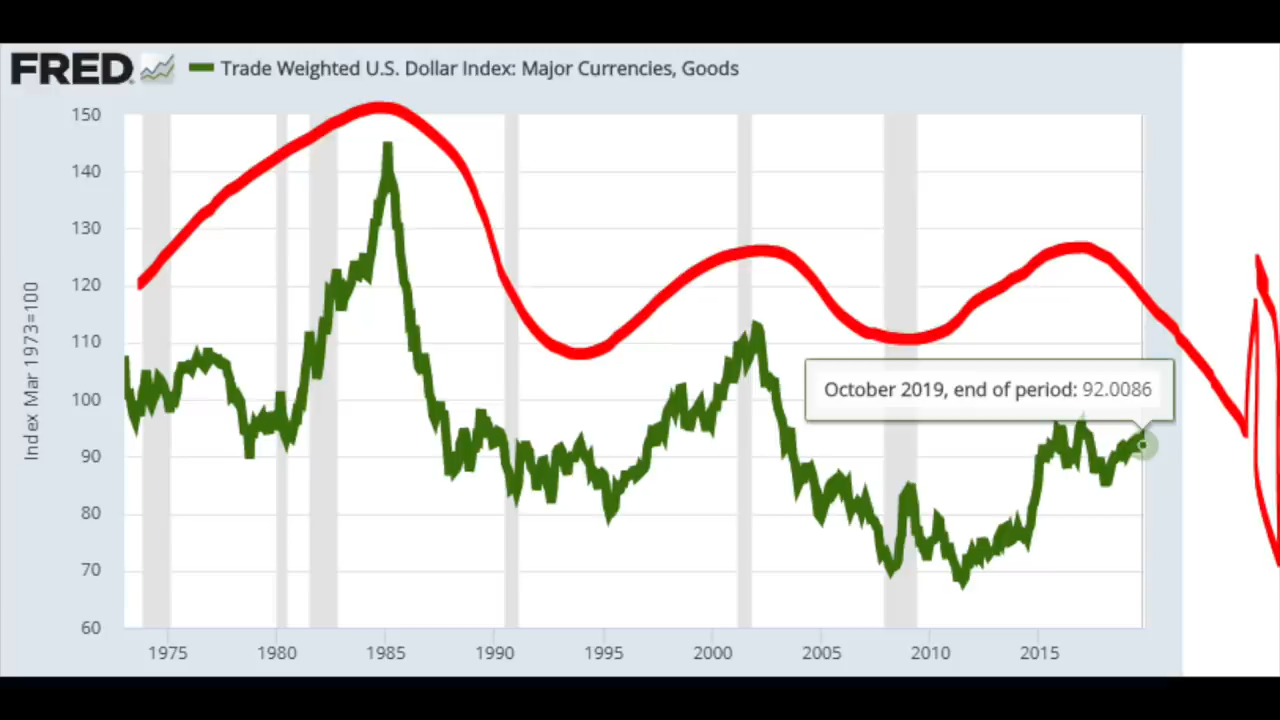 FRED
Trade Weighted U.S. Dollar Index: Major Currencies, Goods
Index Mar 1973=100
150
140
130
120
110
100
90
80
70
60
October 2019, end of period: 92.0086
1975 1980 1985 1990 1995 2000 2005 2010 2015